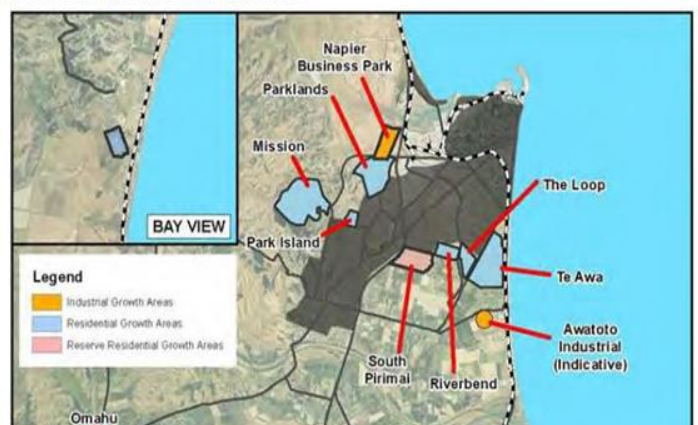 Napier
Business Park
Parklands
Mission
The Loop
BAY VIEW
Park Island
Te Awa
Legend
Industrial Growth Areas
Residential Growth Areas
Reserve Residential Growth Areas
Awatoto
Industrial
(Indicative)
South
Pirimai
Riverbend
Omahu